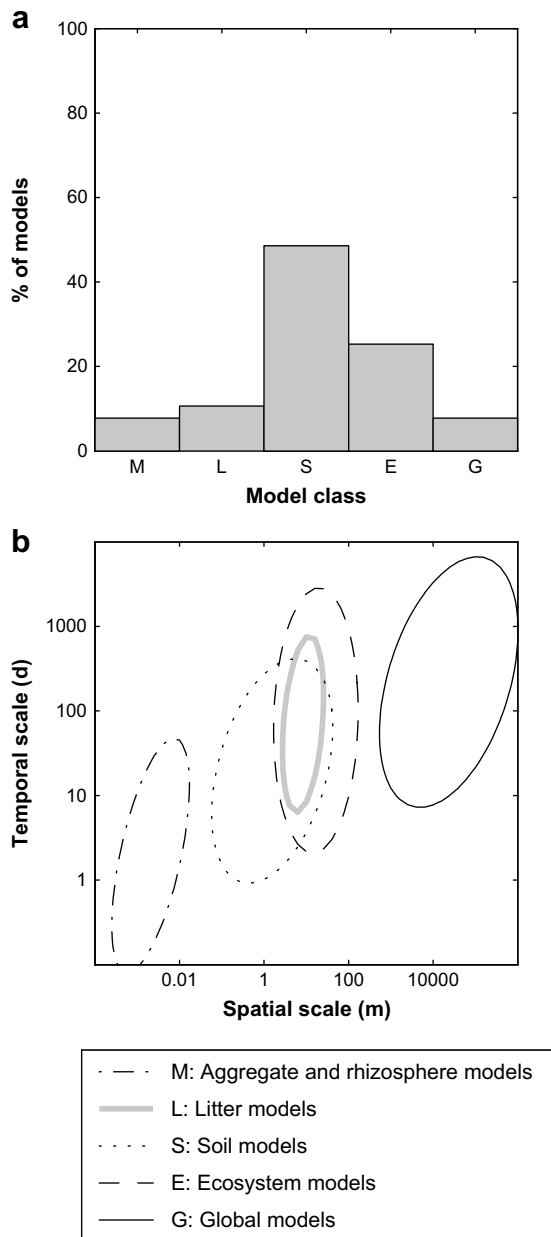 a
100
80
60
40
20
0
% of models
M L S E G
Model class
b
1000
100
10
1
Temporal scale (d)
0.01 1 100 10000
Spatial scale (m)
M: Aggregate and rhizosphere models
L: Litter models
S: Soil models
E: Ecosystem models
G: Global models